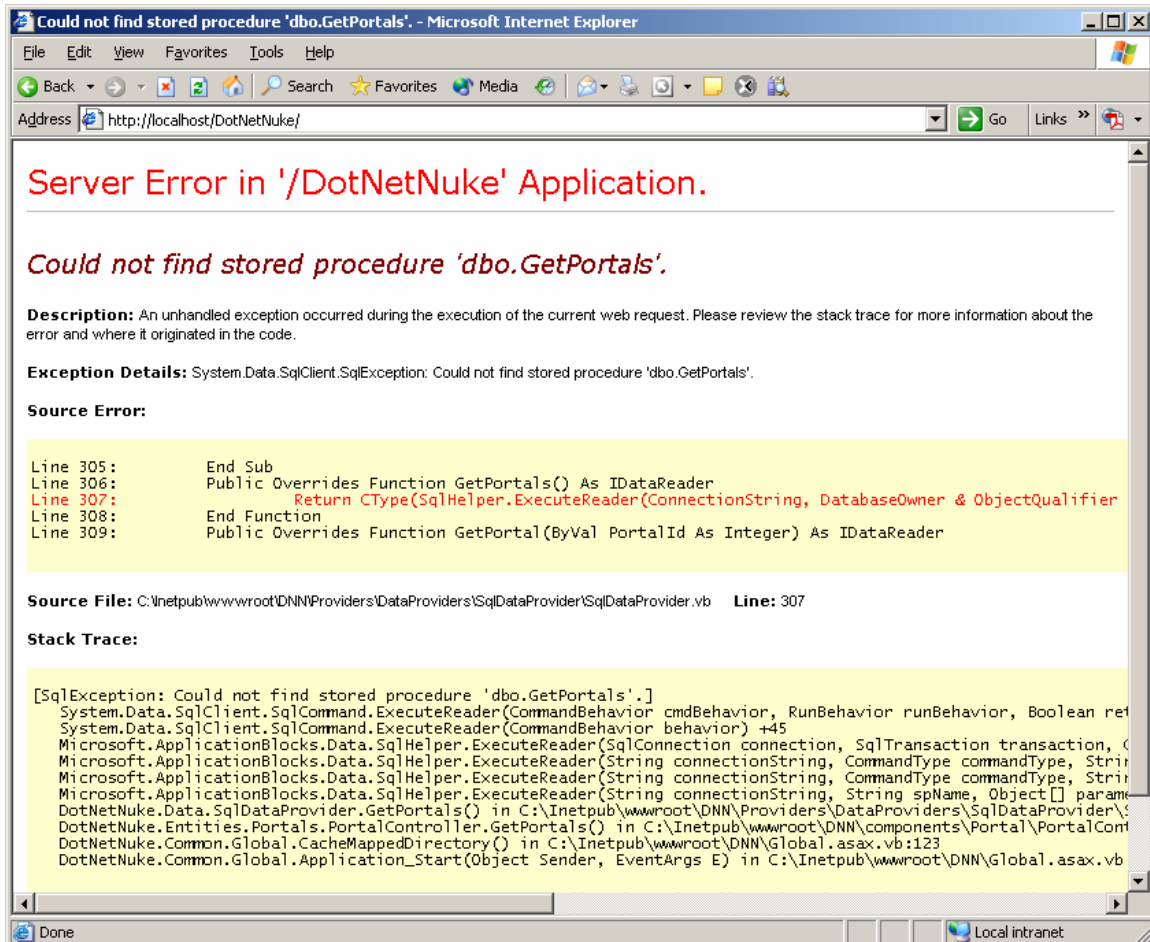 Could not find stored procedure 'dbo.GetPortals'. - Microsoft Internet Explorer
File Edit View Favorites Tools Help
Back Search Favorites Media
Address http://localhost/DotNetNuke/ Go Links »
Server Error in '/DotNetNuke' Application.
Could not find stored procedure 'dbo.GetPortals'.
Description: An unhandled exception occurred during the execution of the current web request. Please review the stack trace for more information about the
error and where it originated in the code.
Exception Details: System.Data.SqlClient.SqlException: Could not find stored procedure 'dbo.GetPortals'.
Source Error:
Line 305: End Sub
Line 306: Public Overrides Function GetPortals() As IDataReader
Line 307: Return CType(SqlHelper.ExecuteReader(ConnectionString, DatabaseOwner & ObjectQualifier
Line 308: End Function
Line 309: Public Overrides Function GetPortal(ByVal PortalId As Integer) As IDataReader
Source File: C:\Inetpub\wwwroot\DNN\Providers\DataProviders\SqlDataProvider\SqlDataProvider.vb Line: 307
Stack Trace:
[SqlException: Could not find stored procedure 'dbo.GetPortals'.]
System.Data.SqlClient.SqlCommand.ExecuteReader(CommandBehavior cmdBehavior, RunBehavior runBehavior, Boolean ret
System.Data.SqlClient.SqlCommand.ExecuteReader(CommandBehavior behavior) +45
Microsoft.ApplicationBlocks.Data.SqlHelper.ExecuteReader(SqlConnection connection, SqlTransaction transaction,
Microsoft.ApplicationBlocks.Data.SqlHelper.ExecuteReader(String connectionString, CommandType commandType,
Microsoft.ApplicationBlocks.Data.SqlHelper.ExecuteReader(String connectionString, CommandType commandType,
Microsoft.ApplicationBlocks.Data.SqlHelper.ExecuteReader(String connectionString, String spName, Object[] parame
DotNetNuke.Data.SqlDataProvider.GetPortals() in C:\Inetpub\wwwroot\DNN\Providers\DataProviders\SqlDataProvider\
DotNetNuke.Entities.Portals.PortalController.GetPortals() in C:\Inetpub\wwwroot\DNN\components\Portal\PortalCont
DotNetNuke.Common.Global.CacheMappedDirectory() in C:\Inetpub\wwwroot\DNN\Global.asax.vb:123
DotNetNuke.Common.Global.Application_Start(Object Sender, EventArgs E) in C:\Inetpub\wwwroot\DNN\Global.asax.vb
Done Local intranet